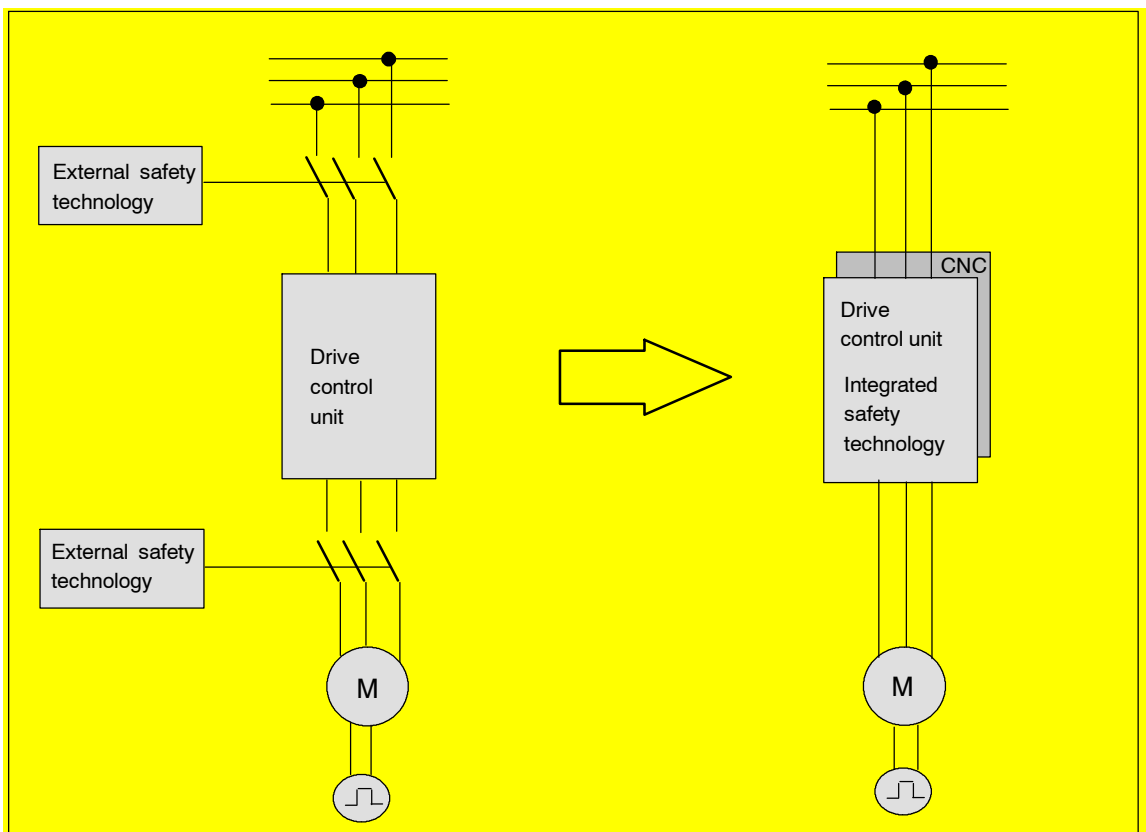 External safety
technology
Drive
control
unit
External safety
technology
M
CNC
Drive
control unit
Integrated
safety
technology
M